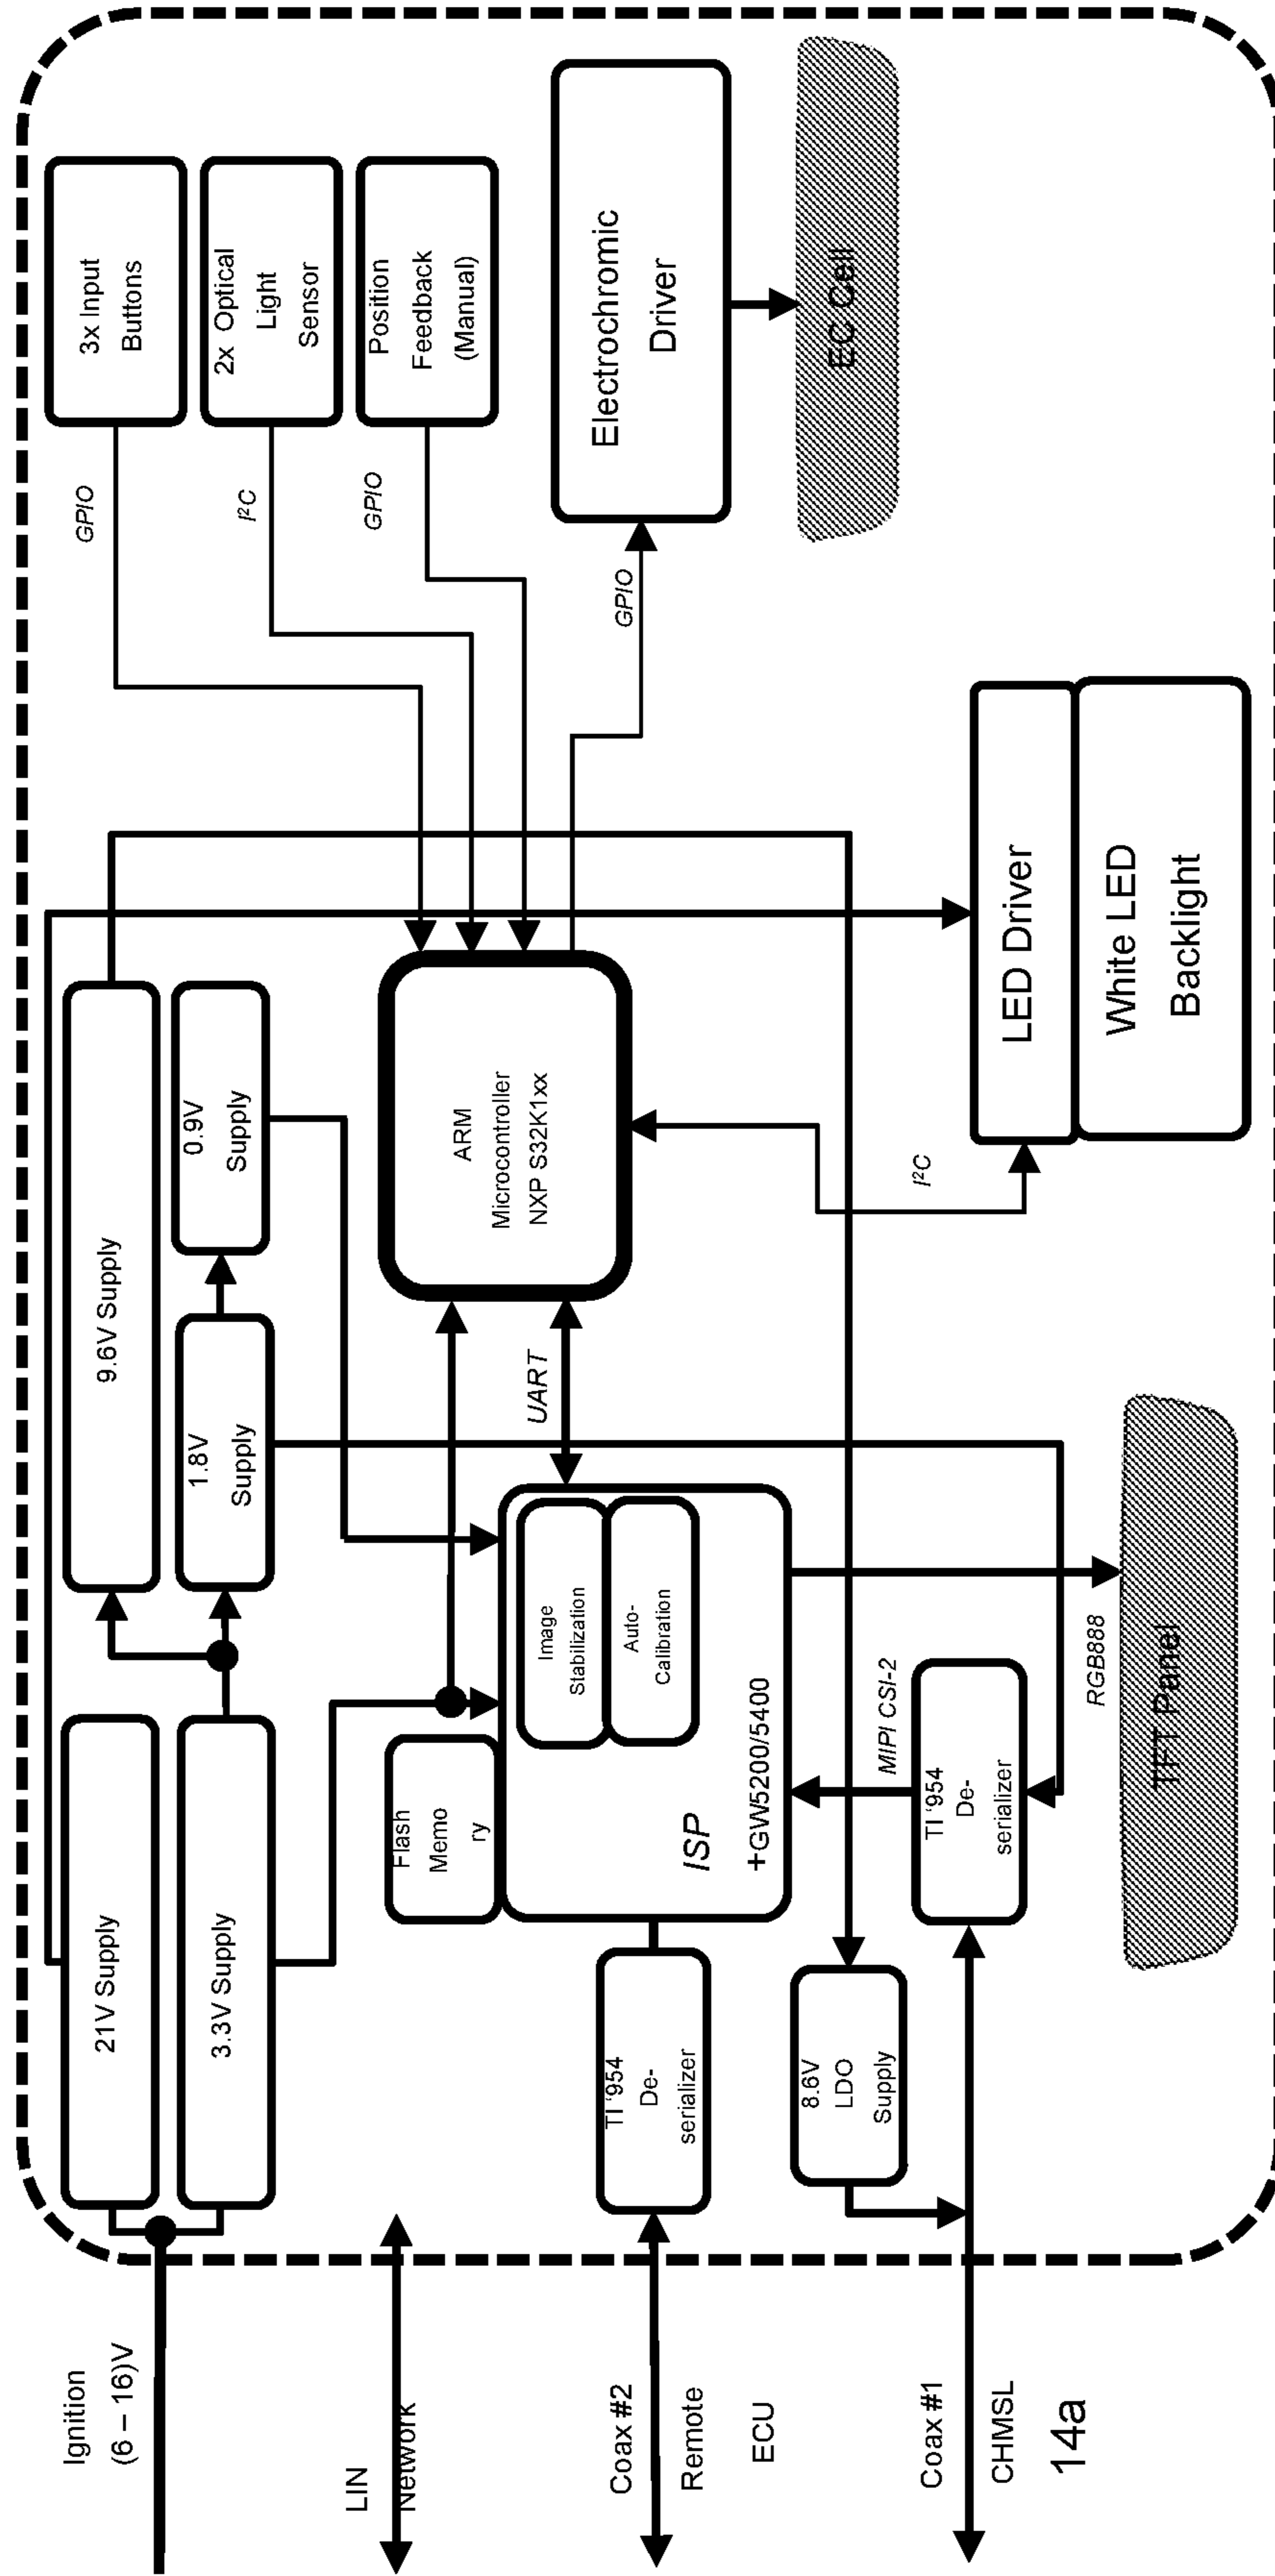 Ignition
(6 – 16)V
LIN
Network
Coax #2
Remote
ECU
Coax #1
CHMSL
14a
21V Supply
3.3V Supply
9.6V Supply
1.8V
Supply
0.9V
Supply
3x Input
Buttons
2x Optical
Light
Sensor
Position
Feedback
(Manual)
GPIO
I²C
GPIO
GPIO
Flash
Memo
ry
Image
Stabilization
Auto-
Calibration
ISP
+GW5200/5400
UART
ARM
Microcontroller
NXP S32K1xx
Electrochromic
Driver
EC Cell
TI ‘954
De-
serializer
8.6V
LDO
Supply
TI ‘954
De-
serializer
MIPI CSI-2
RGB888
TFT Panel
I²C
LED Driver
White LED
Backlight